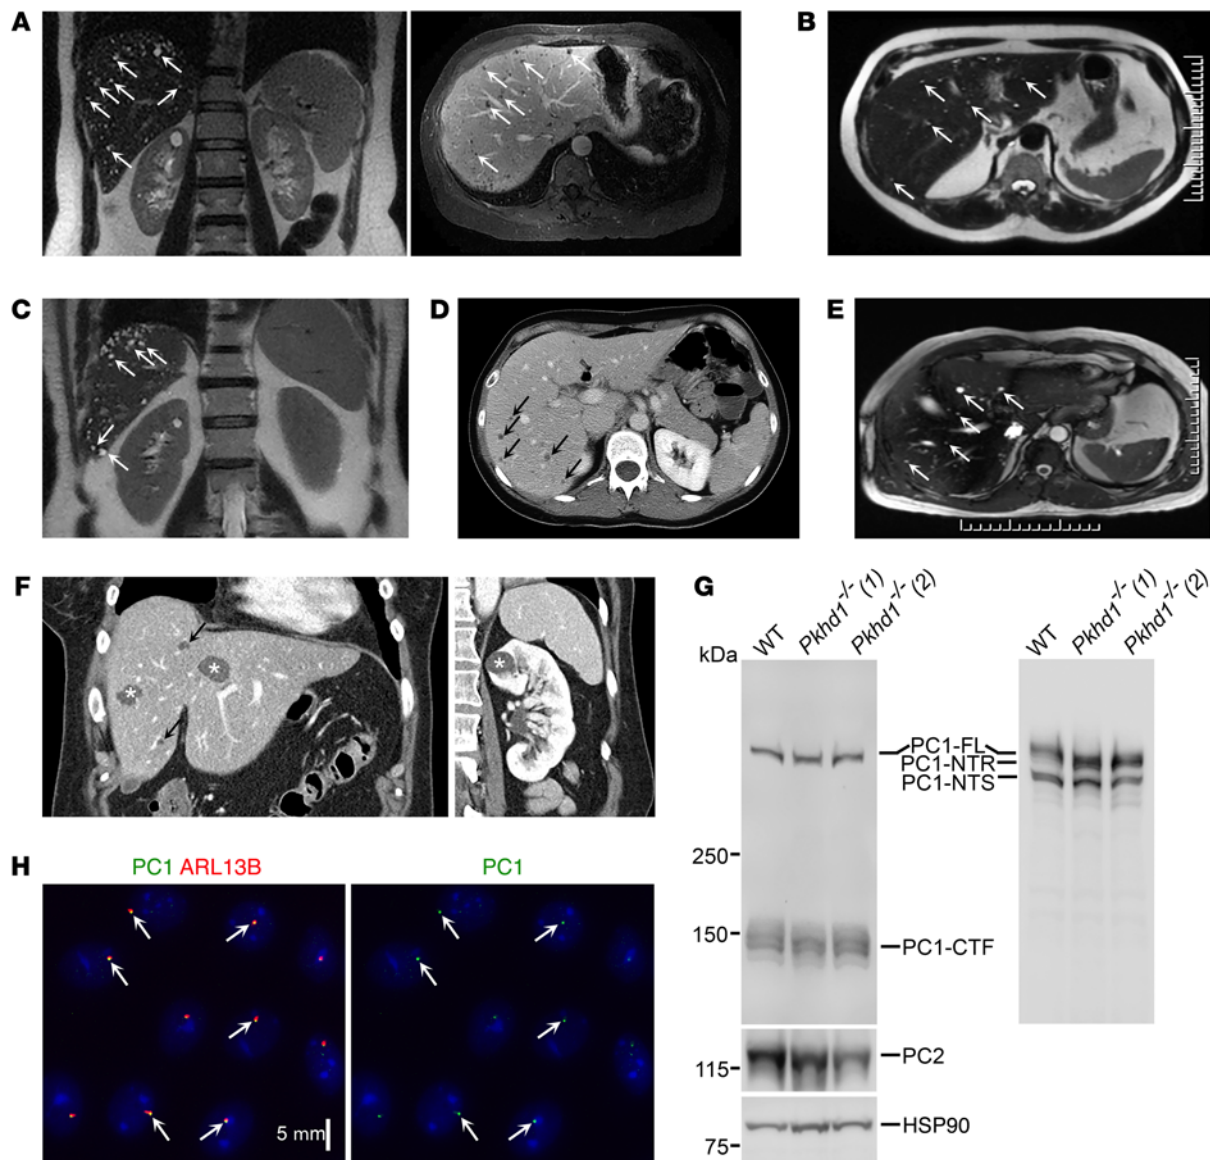 A
B
C
D
E
F
G
WT
Pkhd1-/- (1)
Pkhd1-/- (2)
WT
Pkhd1-/- (1)
Pkhd1-/- (2)
kDa
PC1-FL
PC1-NTR
PC1-NTS
250
150
PC1-CTF
115
PC2
75
HSP90
H
PC1 ARL13B
PC1
5 mm
*
*
*